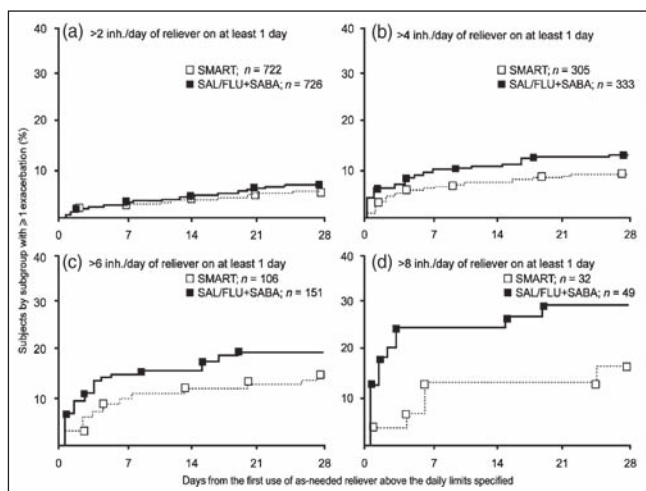 (a) >2 inh./day of reliever on at least 1 day
SMART; n = 722
SAL/FLU+SABA; n = 726
40
30
20
10
0 7 14 21 28
(b) >4 inh./day of reliever on at least 1 day
SMART; n = 305
SAL/FLU+SABA; n = 333
40
30
20
10
0 7 14 21 28
Subjects by subgroup with ≥ 1 exacerbation (%)
(c) >6 inh./day of reliever on at least 1 day
SMART; n = 106
SAL/FLU+SABA; n = 151
40
30
20
10
0 7 14 21 28
(d) >8 inh./day of reliever on at least 1 day
SMART; n = 32
SAL/FLU+SABA; n = 49
40
30
20
10
0 7 14 21 28
Days from the first use of as-needed reliever above the daily limits specified